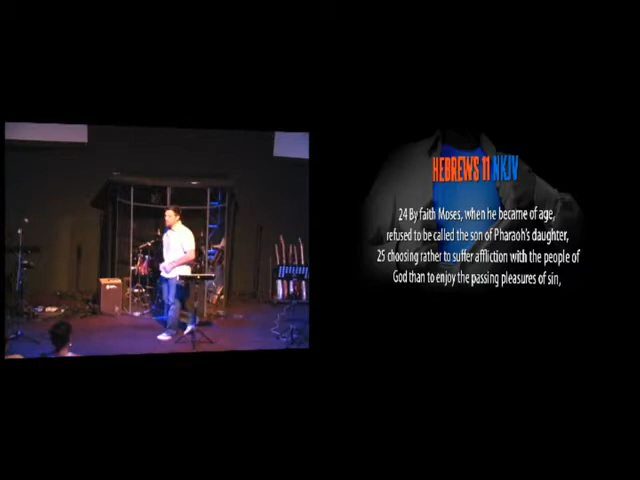 HEBREWS 11 NKJV
24 By faith Moses, when he became of age,
refused to be called the son of Pharaoh's daughter,
25 choosing rather to suffer affliction with the people of
God than to enjoy the passing pleasures of sin,